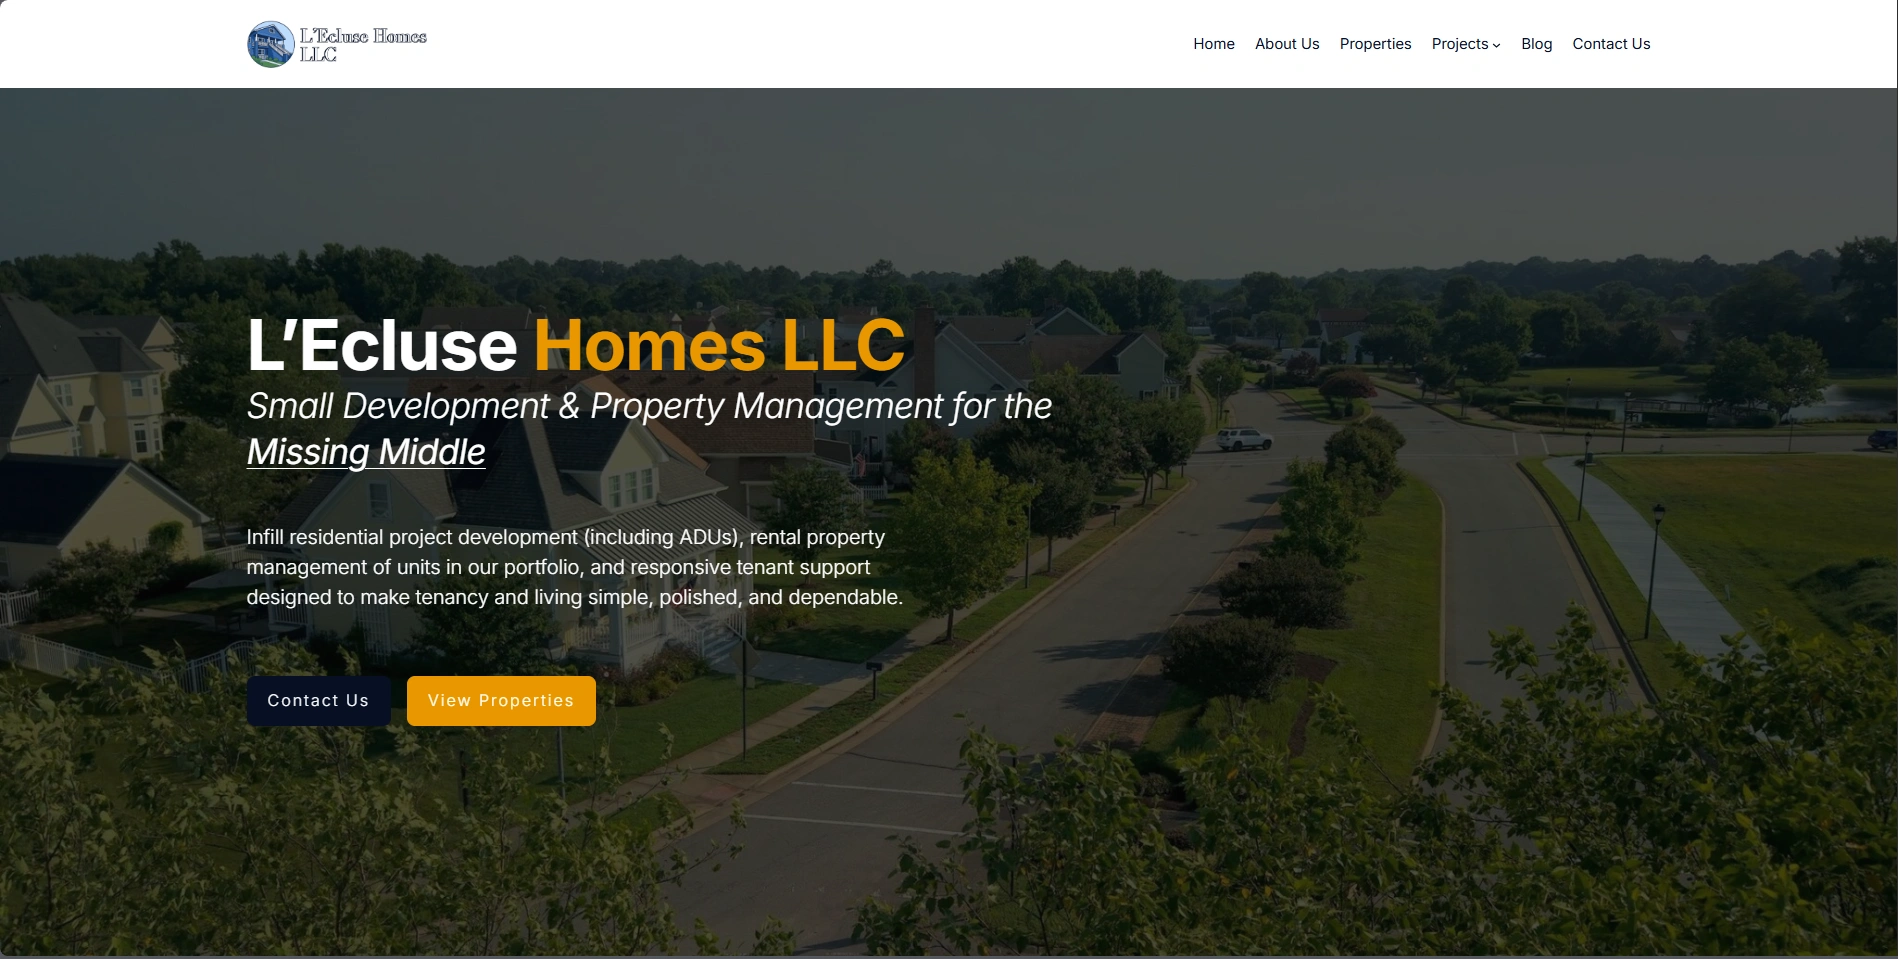 L'Ecluse Homes
LLC
Home About Us Properties Projects Blog Contact Us
L'Ecluse Homes LLC
Small Development & Property Management for the
Missing Middle
Infill residential project development (including ADUs), rental property
management of units in our portfolio, and responsive tenant support
designed to make tenancy and living simple, polished, and dependable.
Contact Us View Properties